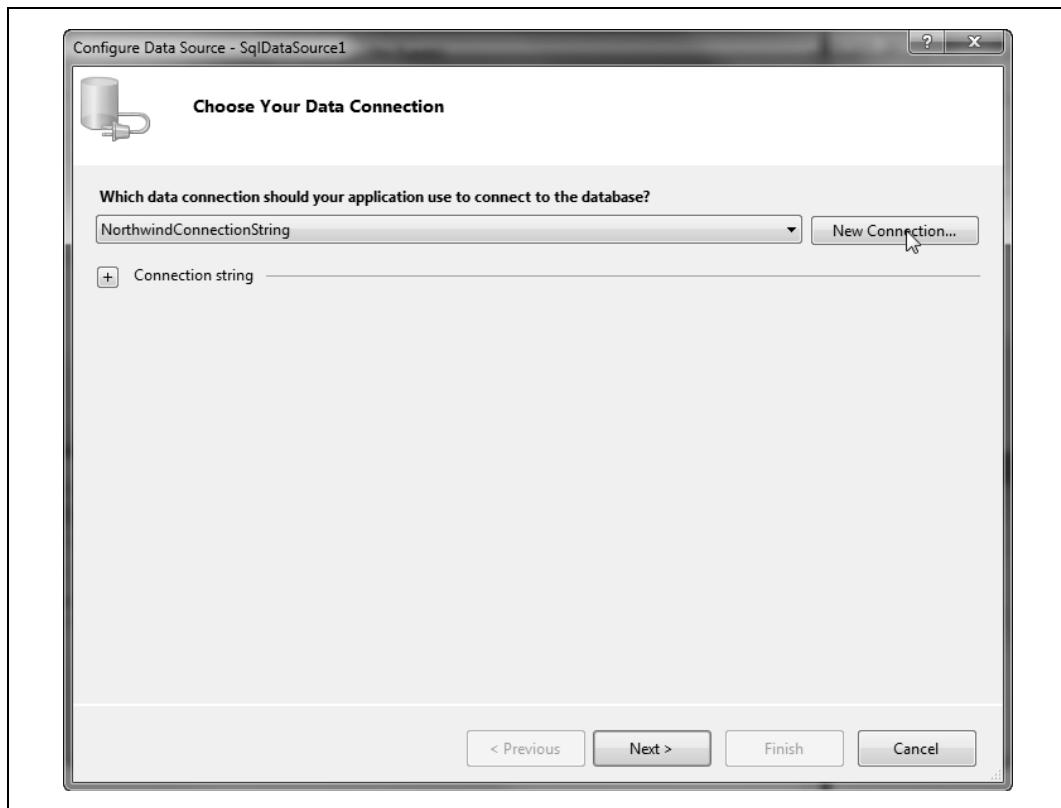 Configure Data Source - SqlDataSource1
? X
Choose Your Data Connection
Which data connection should your application use to connect to the database?
NorthwindConnectionString
New Connection...
+ Connection string
< Previous
Next >
Finish
Cancel